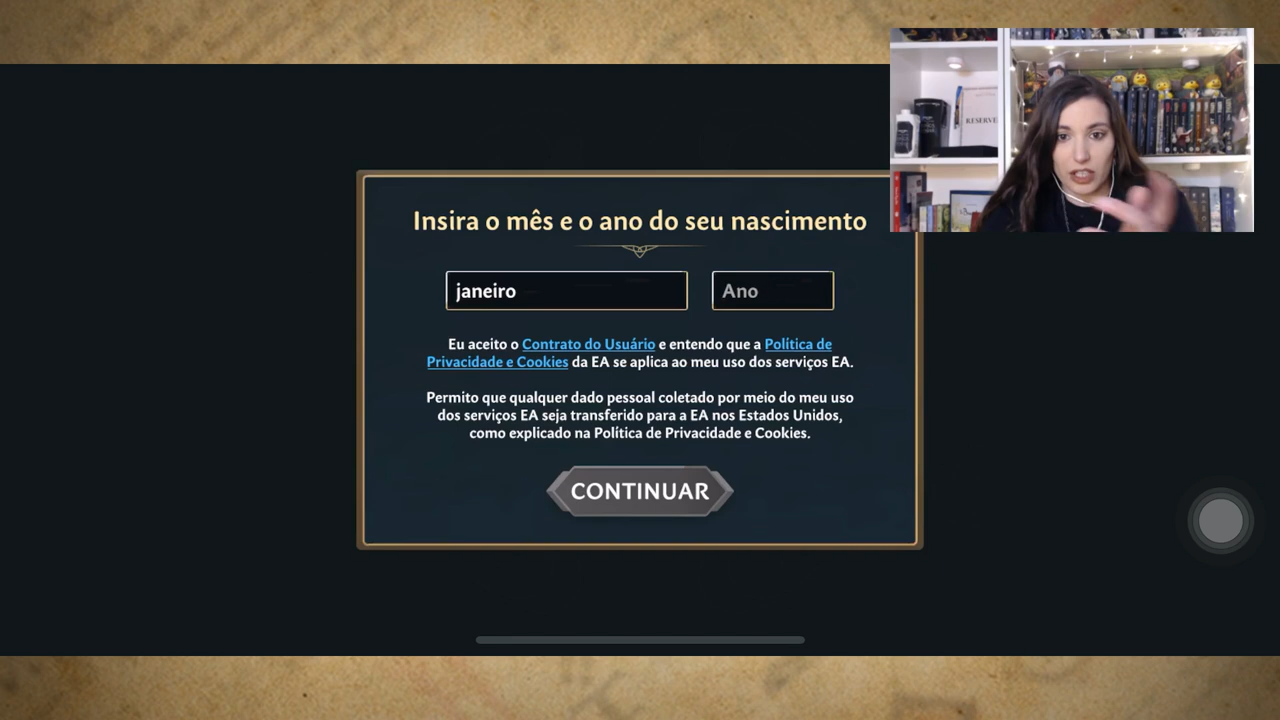 Insira o mês e o ano do seu nascimento
janeiro
Ano
Eu aceito o Contrato do Usuário e entendo que a Política de
Privacidade e Cookies da EA se aplica ao meu uso dos serviços EA.
Permito que qualquer dado pessoal coletado por meio do meu uso
dos serviços EA seja transferido para a EA nos Estados Unidos,
como explicado na Política de Privacidade e Cookies.
CONTINUAR